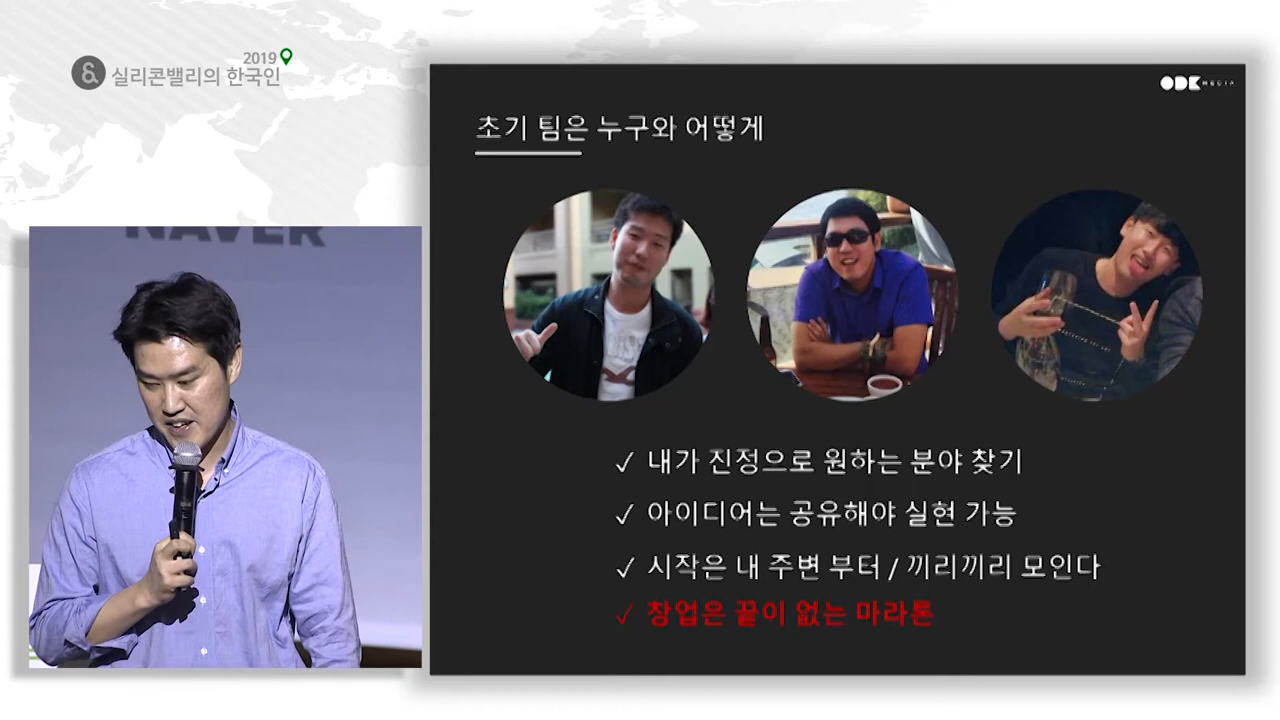 2019
& 실리콘밸리의 한국인
ODK MEDIA
초기 팀은 누구와 어떻게
NAVER
✓ 내가 진정으로 원하는 분야 찾기
✓ 아이디어는 공유해야 실현 가능
✓ 시작은 내 주변 부터 / 끼리끼리 모인다
✓ 창업은 끝이 없는 마라톤